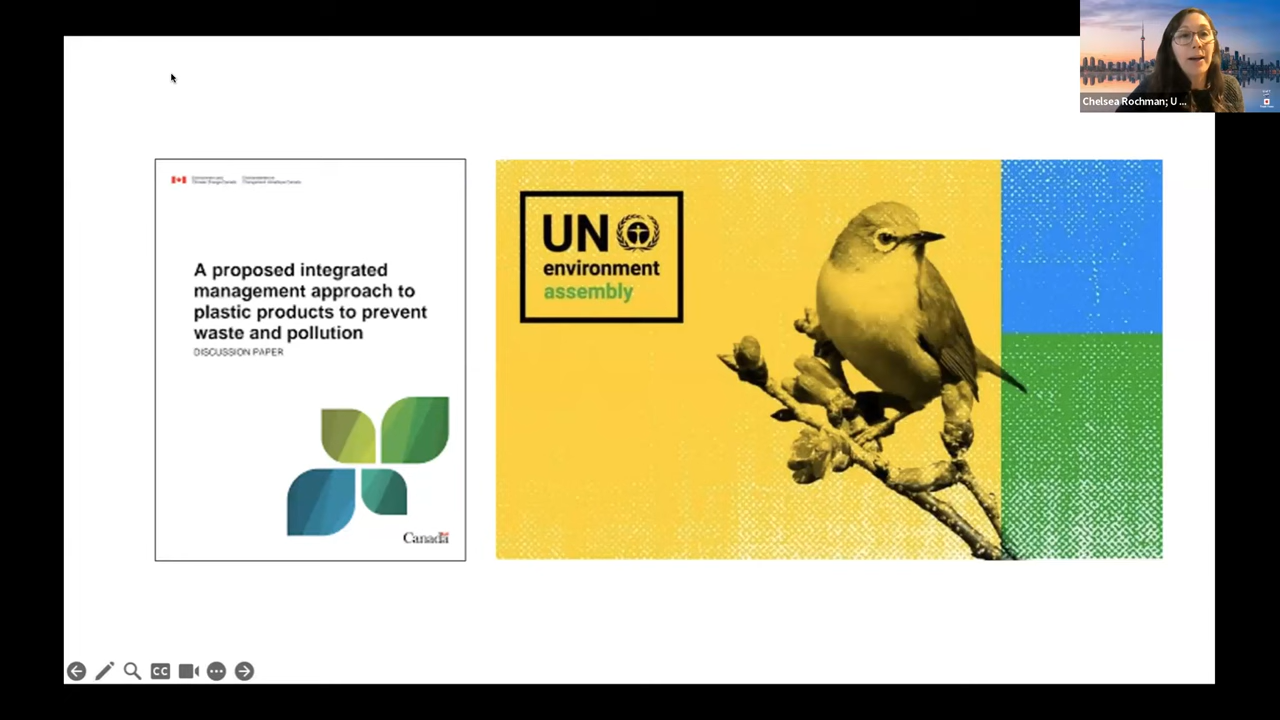 Chelsea Rochman; U ...
A proposed integrated
management approach to
plastic products to prevent
waste and pollution
DISCUSSION PAPER
Canada
UN
environment
assembly
CC